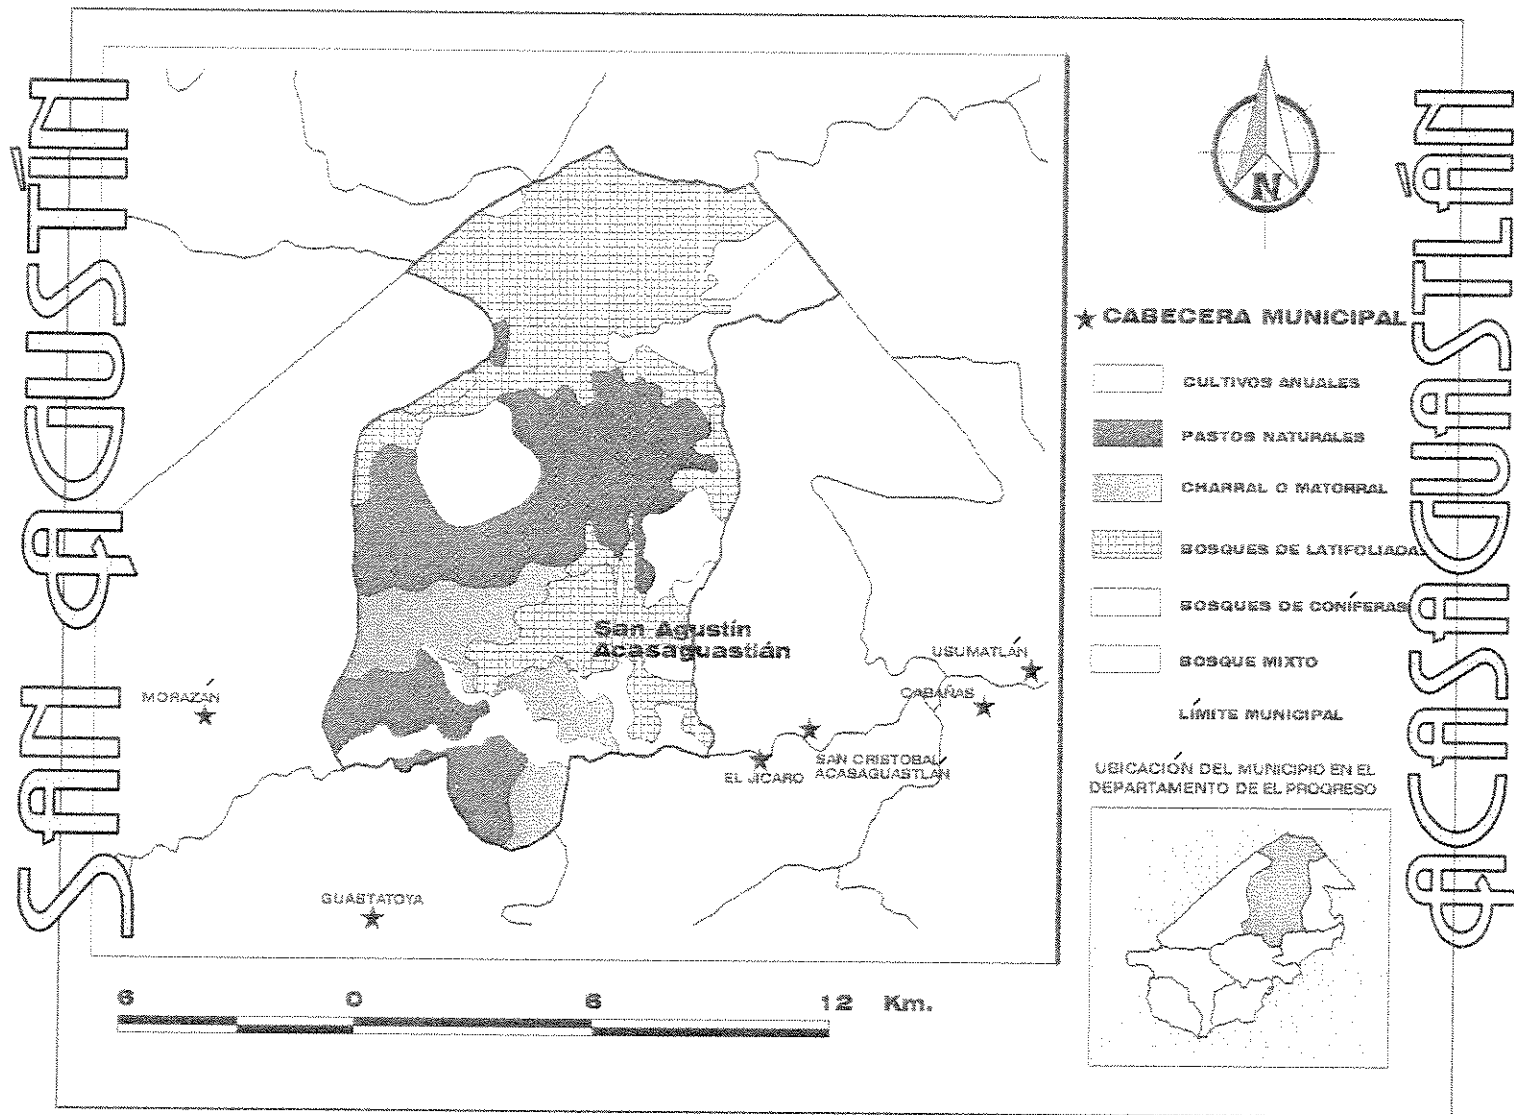 SAN AGUSTÍN
ACASAGUASTLÁN
N
★ CABECERA MUNICIPAL
CULTIVOS ANUALES
PASTOS NATURALES
CHARRAL O MATORRAL
BOSQUES DE LATIFOLIADAS
BOSQUES DE CONÍFERAS
BOSQUE MIXTO
LÍMITE MUNICIPAL
UBICACIÓN DEL MUNICIPIO EN EL
DEPARTAMENTO DE EL PROGRESO
San Agustín
Acasaguastlán
USUMATLÁN
CABAÑAS
MORAZÁN
SAN CRISTOBAL
ACASAGUASTLÁN
EL JICARO
GUASTATOYA
6 0 6 12 Km.